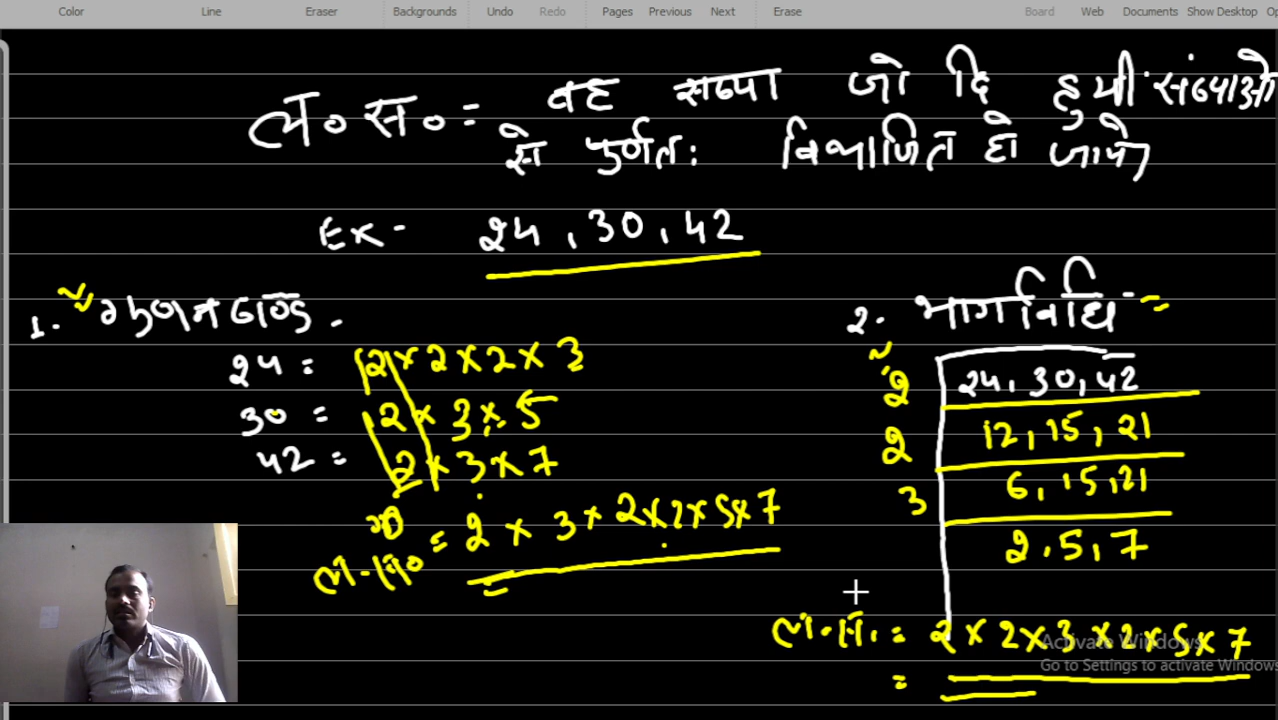 Color Line Eraser Backgrounds Undo Redo Pages Previous Next Erase Board Web Documents Show Desktop Op
ल॰ स॰ = वह सख्या जो दि हुयी संख्याओ
से पुर्णत: विभाजित हो जाये।
Ex- 24, 30, 42
1. गुणनखण्ड -
24 = 2 × 2 × 2 × 3
30 = 2 × 3 × 5
42 = 2 × 3 × 7
= 2 × 3 × 2 × 2 × 5 × 7
2. भागविधि -
2 24, 30, 42
2 12, 15, 21
3 6, 15, 21
2, 5, 7
ल.स. = 2 × 2 × 3 × 2 × 5 × 7
=
Activate Windows
Go to Settings to activate Windows